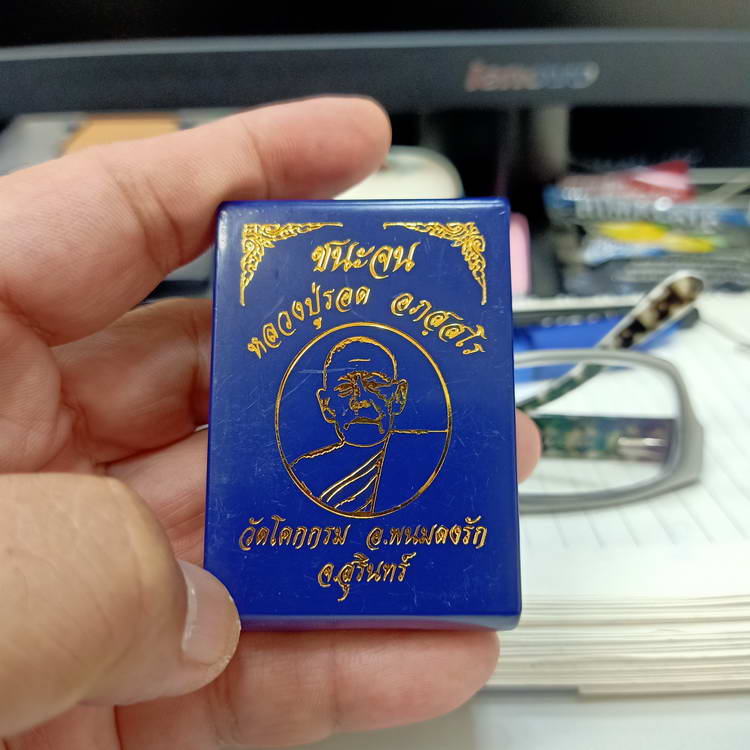 lenovo
ชนะจน
หลวงปู่รอด อภสฺสโร
วัดโคกกรม อ.พนมดงรัก
จ.สุรินทร์